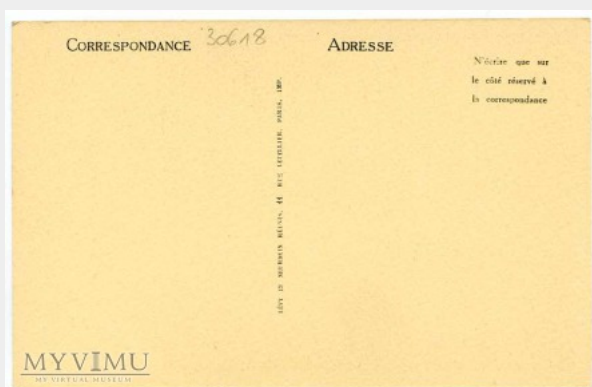 CORRESPONDANCE
30618
ADRESSE
N'écrire que sur
le côté réservé à
la correspondance
LÉVY ET NEURDEIN RÉUNIS, 44 RUE LETELLIER, PARIS, IMP.
MYVIMU
MY VIRTUAL MUSEUM